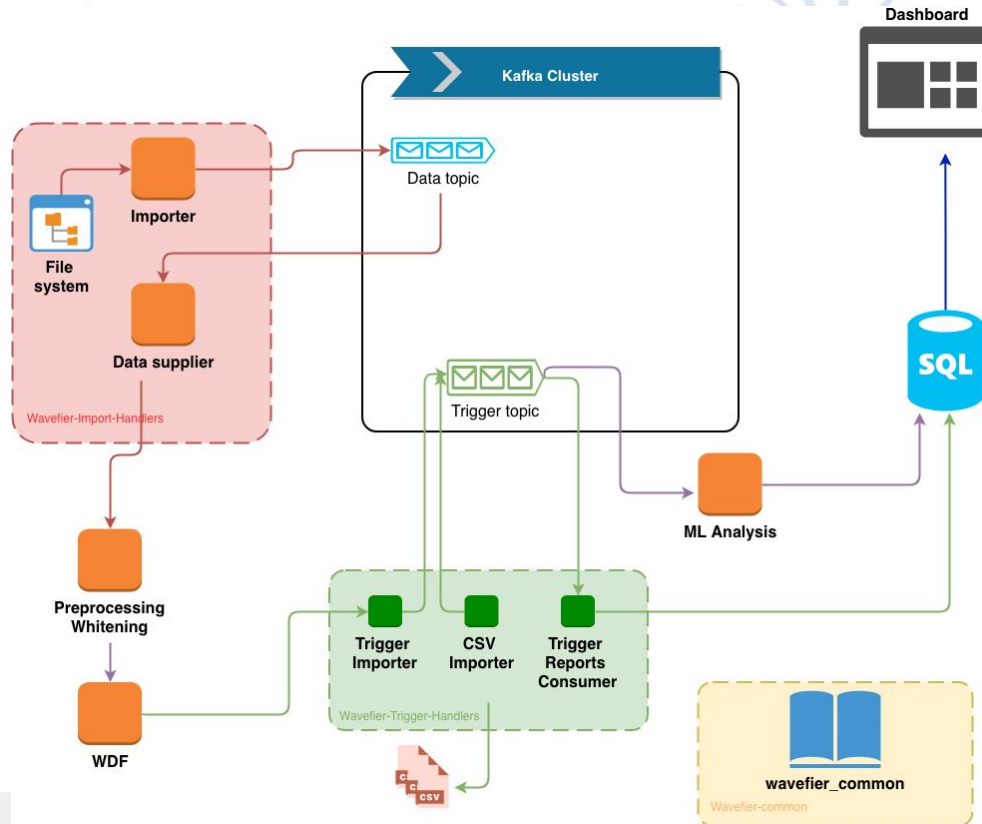 Dashboard
Kafka Cluster
Data topic
Importer
File
system
Data supplier
Wavefier-Import-Handlers
SQL
Trigger topic
ML Analysis
Preprocessing
Whitening
Trigger
Importer
CSV
Importer
Trigger
Reports
Consumer
Wavefier-Trigger-Handlers
WDF
CSV
wavefier_common
Wavefier-common